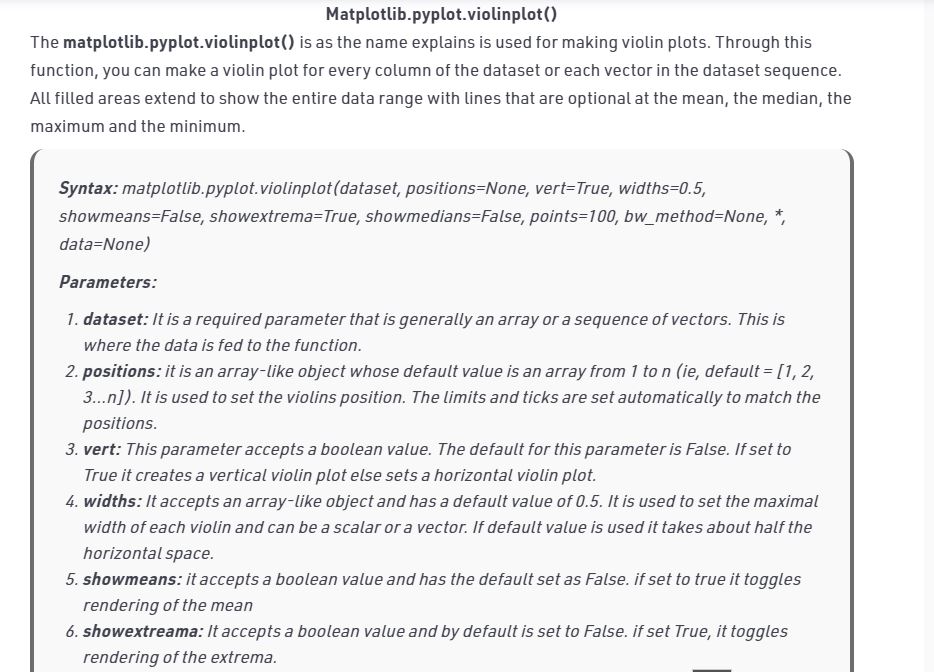 Matplotlib.pyplot.violinplot()
The matplotlib.pyplot.violinplot() is as the name explains is used for making violin plots. Through this
function, you can make a violin plot for every column of the dataset or each vector in the dataset sequence.
All filled areas extend to show the entire data range with lines that are optional at the mean, the median, the
maximum and the minimum.
Syntax: matplotlib.pyplot.violinplot(dataset, positions=None, vert=True, widths=0.5,
showmeans=False, showextrema=True, showmedians=False, points=100, bw_method=None, *,
data=None)
Parameters:
1. dataset: It is a required parameter that is generally an array or a sequence of vectors. This is
where the data is fed to the function.
2. positions: it is an array-like object whose default value is an array from 1 to n (ie, default = [1, 2,
3...n]). It is used to set the violins position. The limits and ticks are set automatically to match the
positions.
3. vert: This parameter accepts a boolean value. The default for this parameter is False. If set to
True it creates a vertical violin plot else sets a horizontal violin plot.
4. widths: It accepts an array-like object and has a default value of 0.5. It is used to set the maximal
width of each violin and can be a scalar or a vector. If default value is used it takes about half the
horizontal space.
5. showmeans: it accepts a boolean value and has the default set as False. if set to true it toggles
rendering of the mean
6. showextreama: It accepts a boolean value and by default is set to False. if set True, it toggles
rendering of the extrema.